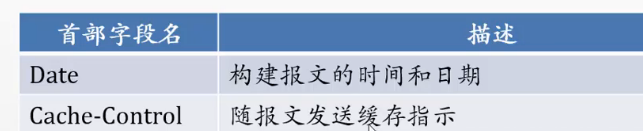 首部字段名 描述
Date 构建报文的时间和日期
Cache-Control 随报文发送缓存指示